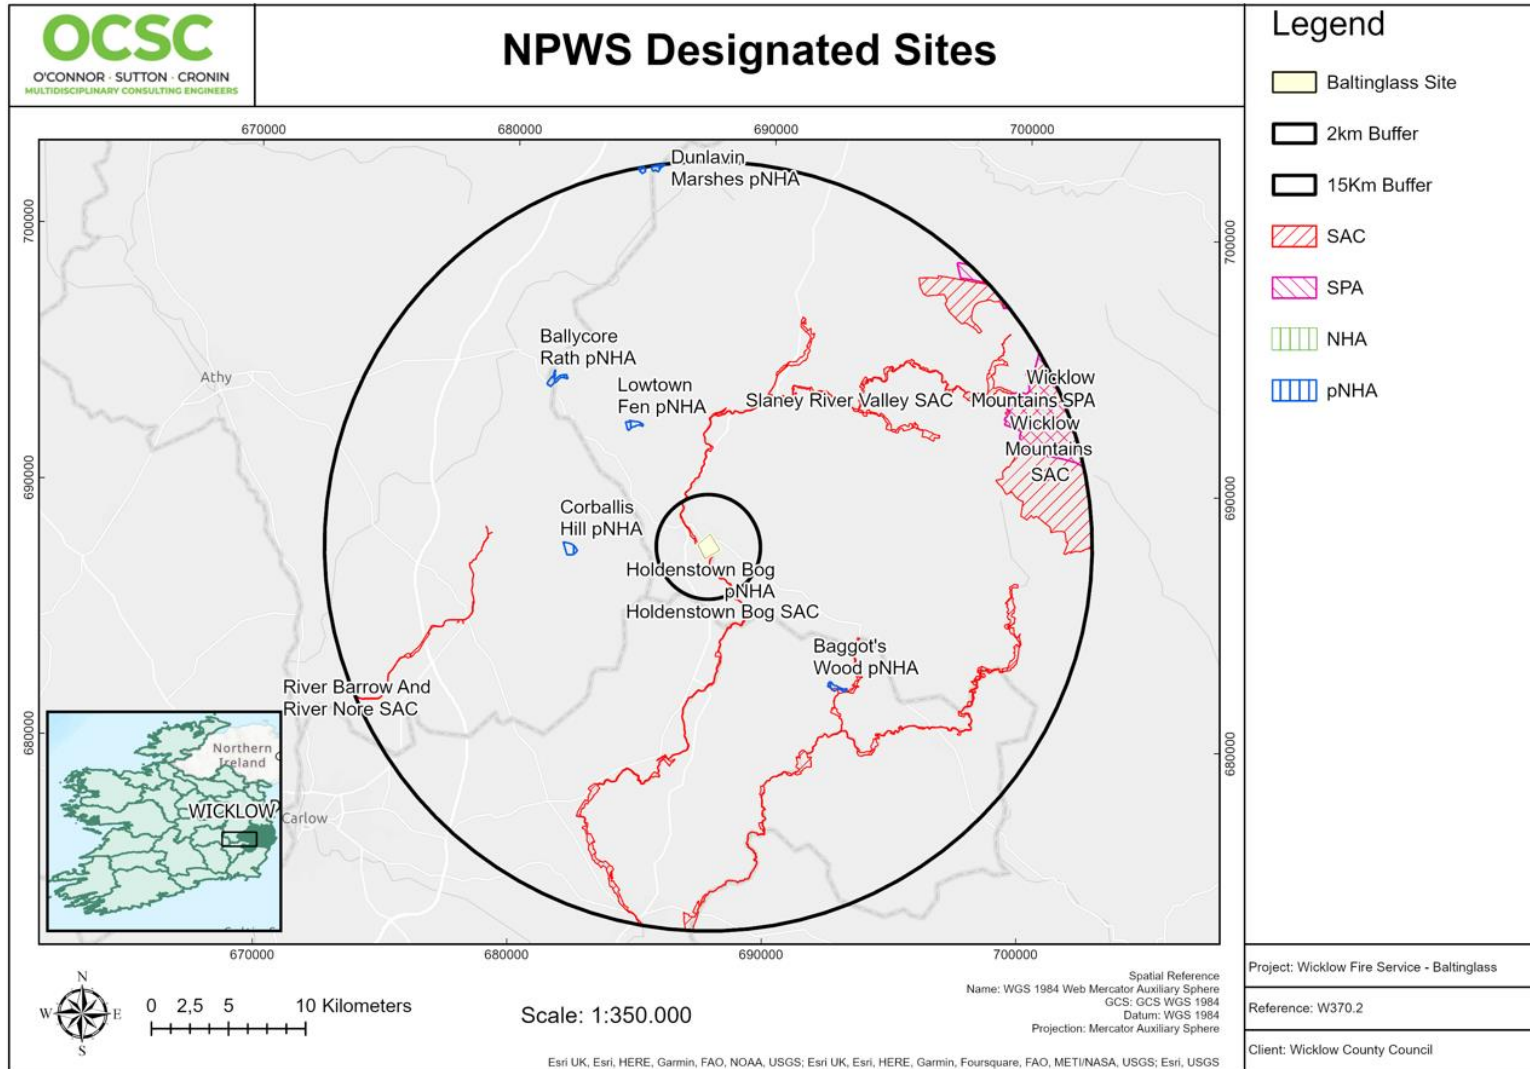 OCSC
O'CONNOR · SUTTON · CRONIN
MULTIDISCIPLINARY CONSULTING ENGINEERS
NPWS Designated Sites
Legend
Baltinglass Site
2km Buffer
15Km Buffer
SAC
SPA
NHA
pNHA
670000
680000
690000
700000
700000
690000
680000
700000
690000
680000
Dunlavin
Marshes pNHA
Ballycore
Rath pNHA
Athy
Lowtown
Fen pNHA
Slaney River Valley SAC
Wicklow
Mountains SPA
Wicklow
Mountains
SAC
Corballis
Hill pNHA
Holdenstown Bog
pNHA
Holdenstown Bog SAC
Baggot's
Wood pNHA
River Barrow And
River Nore SAC
Northern
Ireland
WICKLOW
Carlow
670000
680000
690000
700000
N
W
E
S
0 2,5 5 10 Kilometers
Scale: 1:350.000
Spatial Reference
Name: WGS 1984 Web Mercator Auxiliary Sphere
GCS: GCS WGS 1984
Datum: WGS 1984
Projection: Mercator Auxiliary Sphere
Esri UK, Esri, HERE, Garmin, FAO, NOAA, USGS; Esri UK, Esri, HERE, Garmin, Foursquare, FAO, METI/NASA, USGS; Esri, USGS
Project: Wicklow Fire Service - Baltinglass
Reference: W370.2
Client: Wicklow County Council